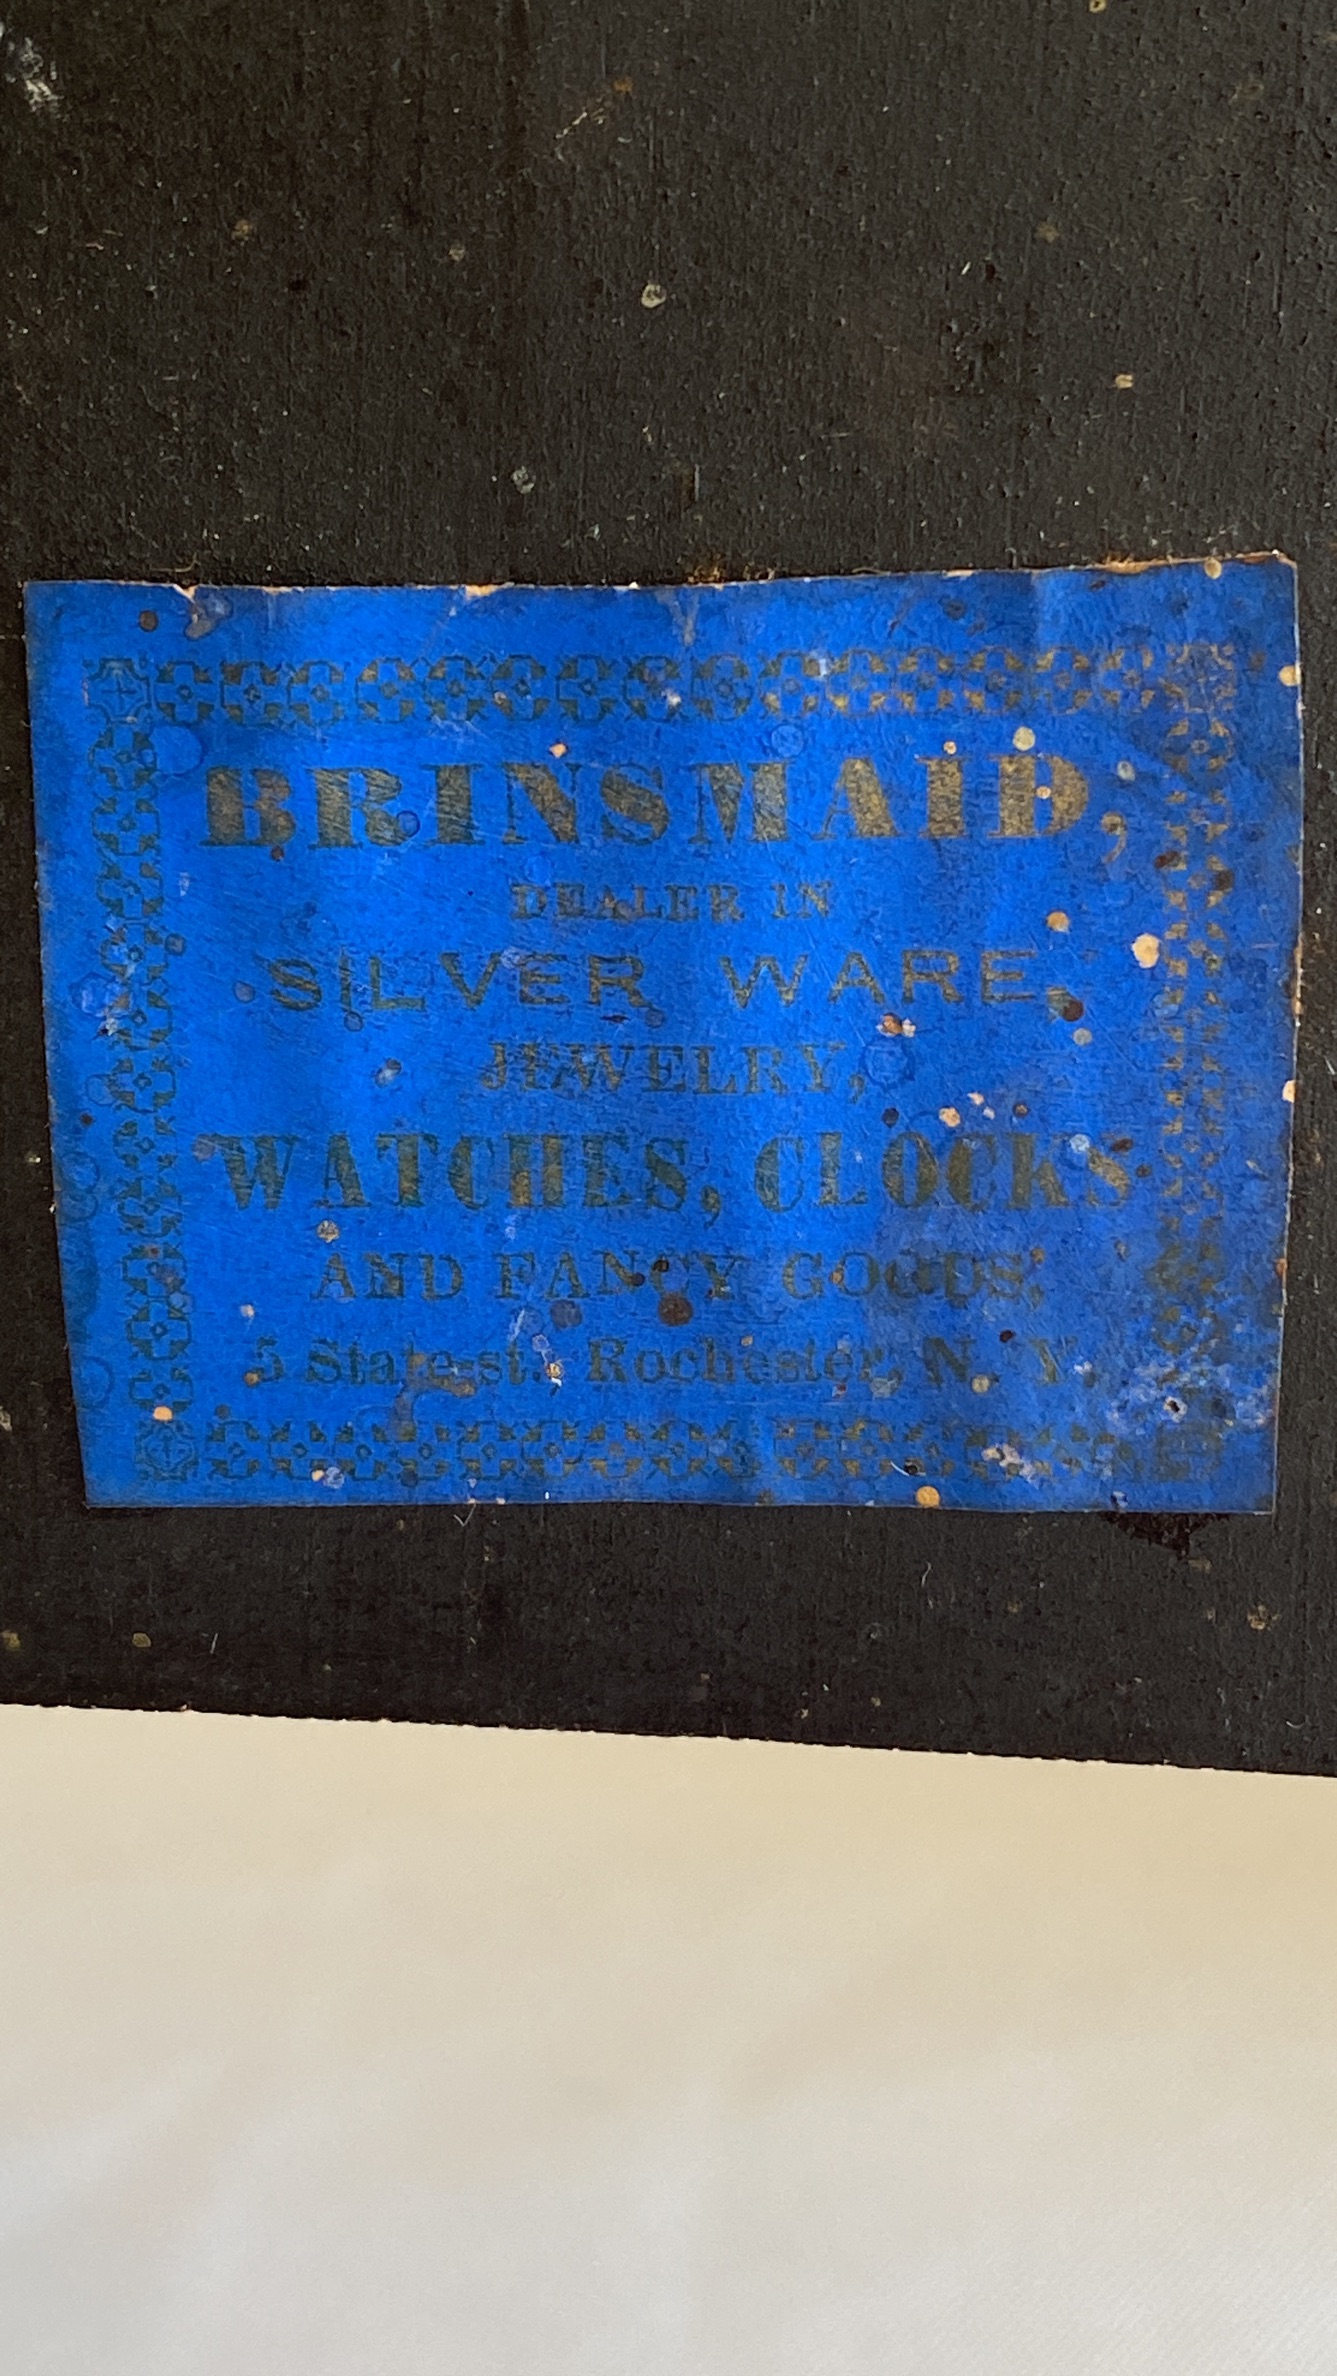 BRINSMAID,
DEALER IN
SILVER WARE,
JEWELRY,
WATCHES, CLOCKS
AND FANCY GOODS,
5 State-st., Rochester, N. Y.